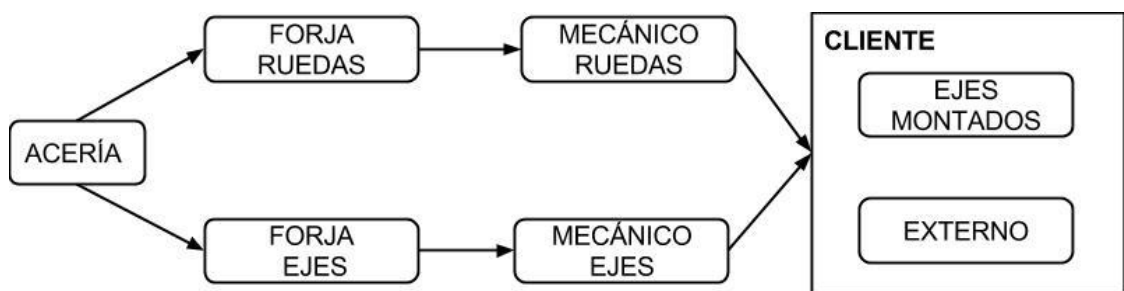 ACERÍA
FORJA
RUEDAS
MECÁNICO
RUEDAS
FORJA
EJES
MECÁNICO
EJES
CLIENTE
EJES
MONTADOS
EXTERNO